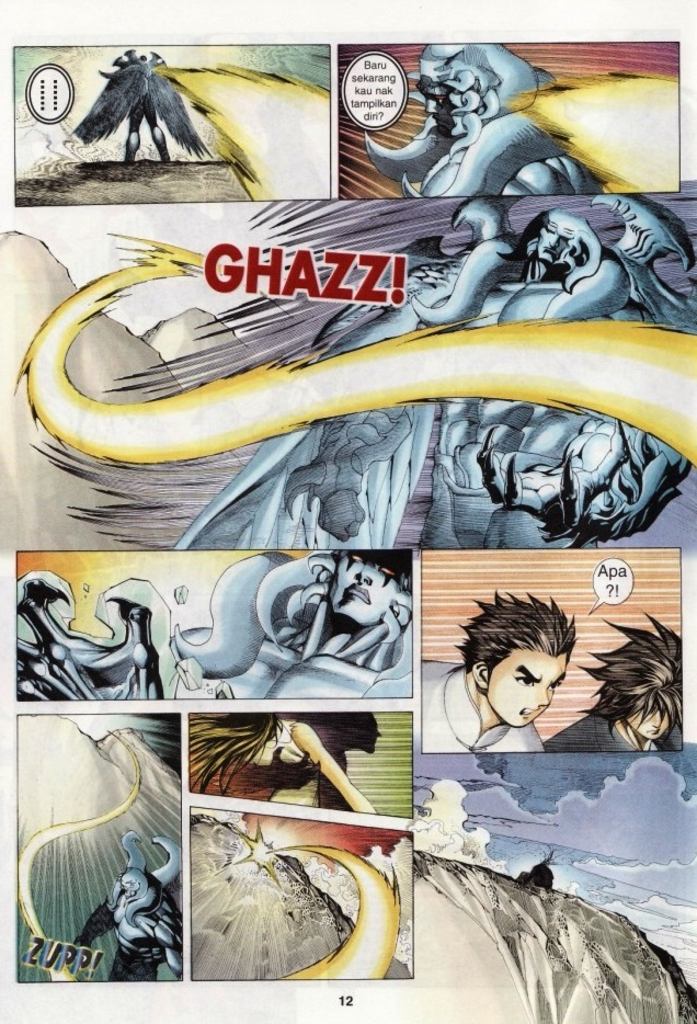 Baru
sekarang
kau nak
tampilkan
diri?
GHAZZ!
Apa
?!
ZUPP!
12